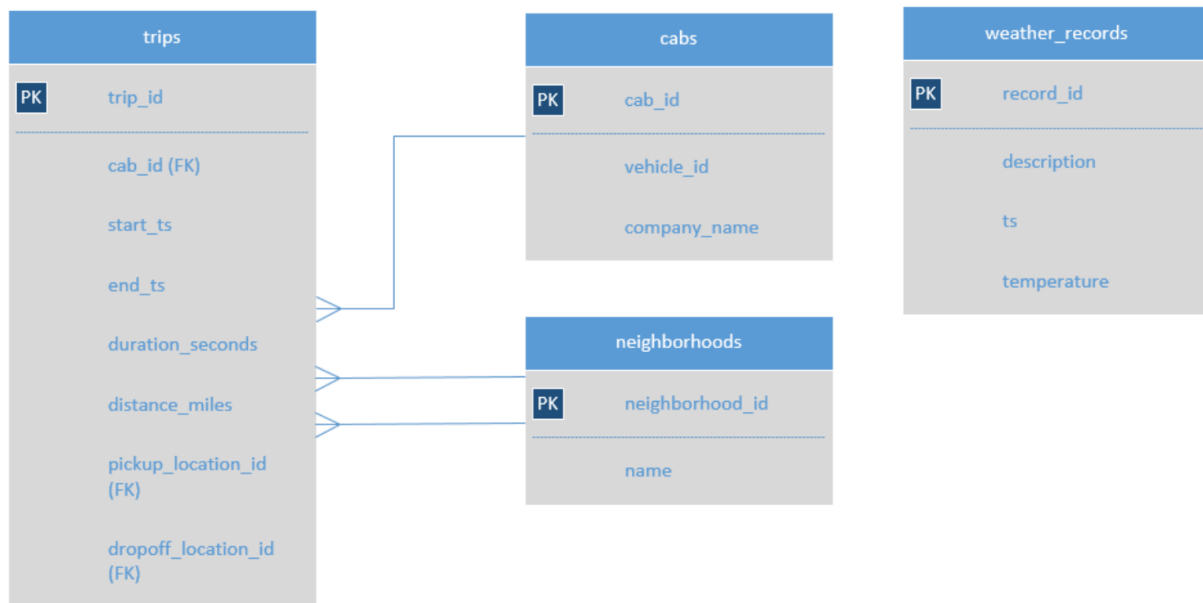 trips
PK trip_id
cab_id (FK)
start_ts
end_ts
duration_seconds
distance_miles
pickup_location_id
(FK)
dropoff_location_id
(FK)
cabs
PK cab_id
vehicle_id
company_name
neighborhoods
PK neighborhood_id
name
weather_records
PK record_id
description
ts
temperature